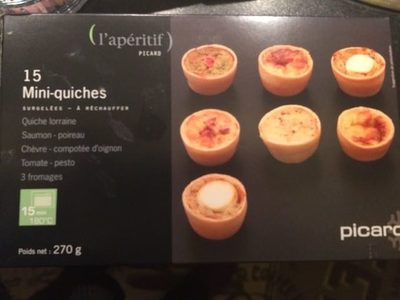 ( l'apéritif )
PICARD
15
Mini-quiches
SURGELÉES - À RÉCHAUFFER
Quiche lorraine
Saumon - poireau
Chèvre - compotée d'oignon
Tomate - pesto
3 fromages
15 min
180°C
Poids net : 270 g
picard